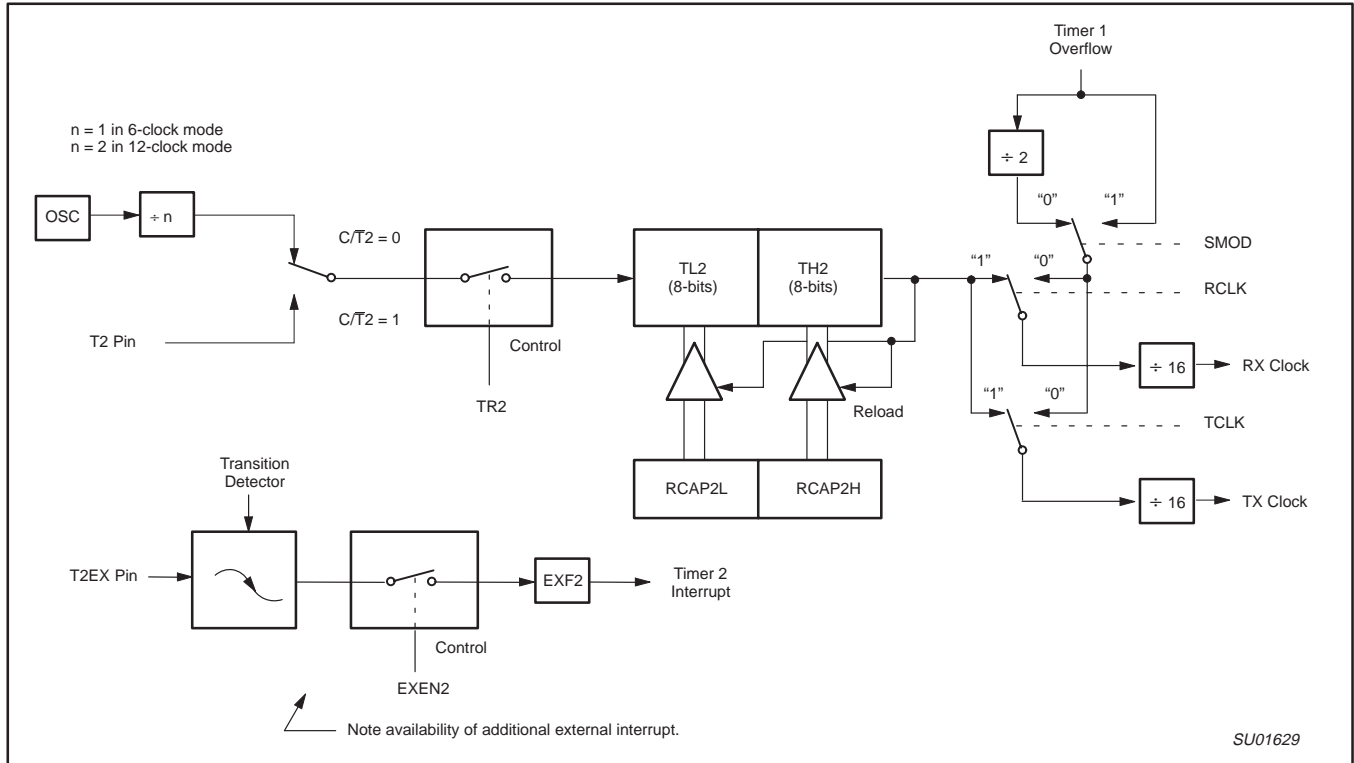 Timer 1
Overflow
n = 1 in 6-clock mode
n = 2 in 12-clock mode
÷ 2
“0”
“1”
OSC
÷ n
C/T̅2 = 0
TL2
(8-bits)
TH2
(8-bits)
SMOD
“1”
“0”
RCLK
C/T̅2 = 1
T2 Pin
Control
÷ 16
RX Clock
TR2
Reload
“1”
“0”
TCLK
Transition
Detector
RCAP2L
RCAP2H
÷ 16
TX Clock
T2EX Pin
EXF2
Timer 2
Interrupt
Control
EXEN2
Note availability of additional external interrupt.
SU01629